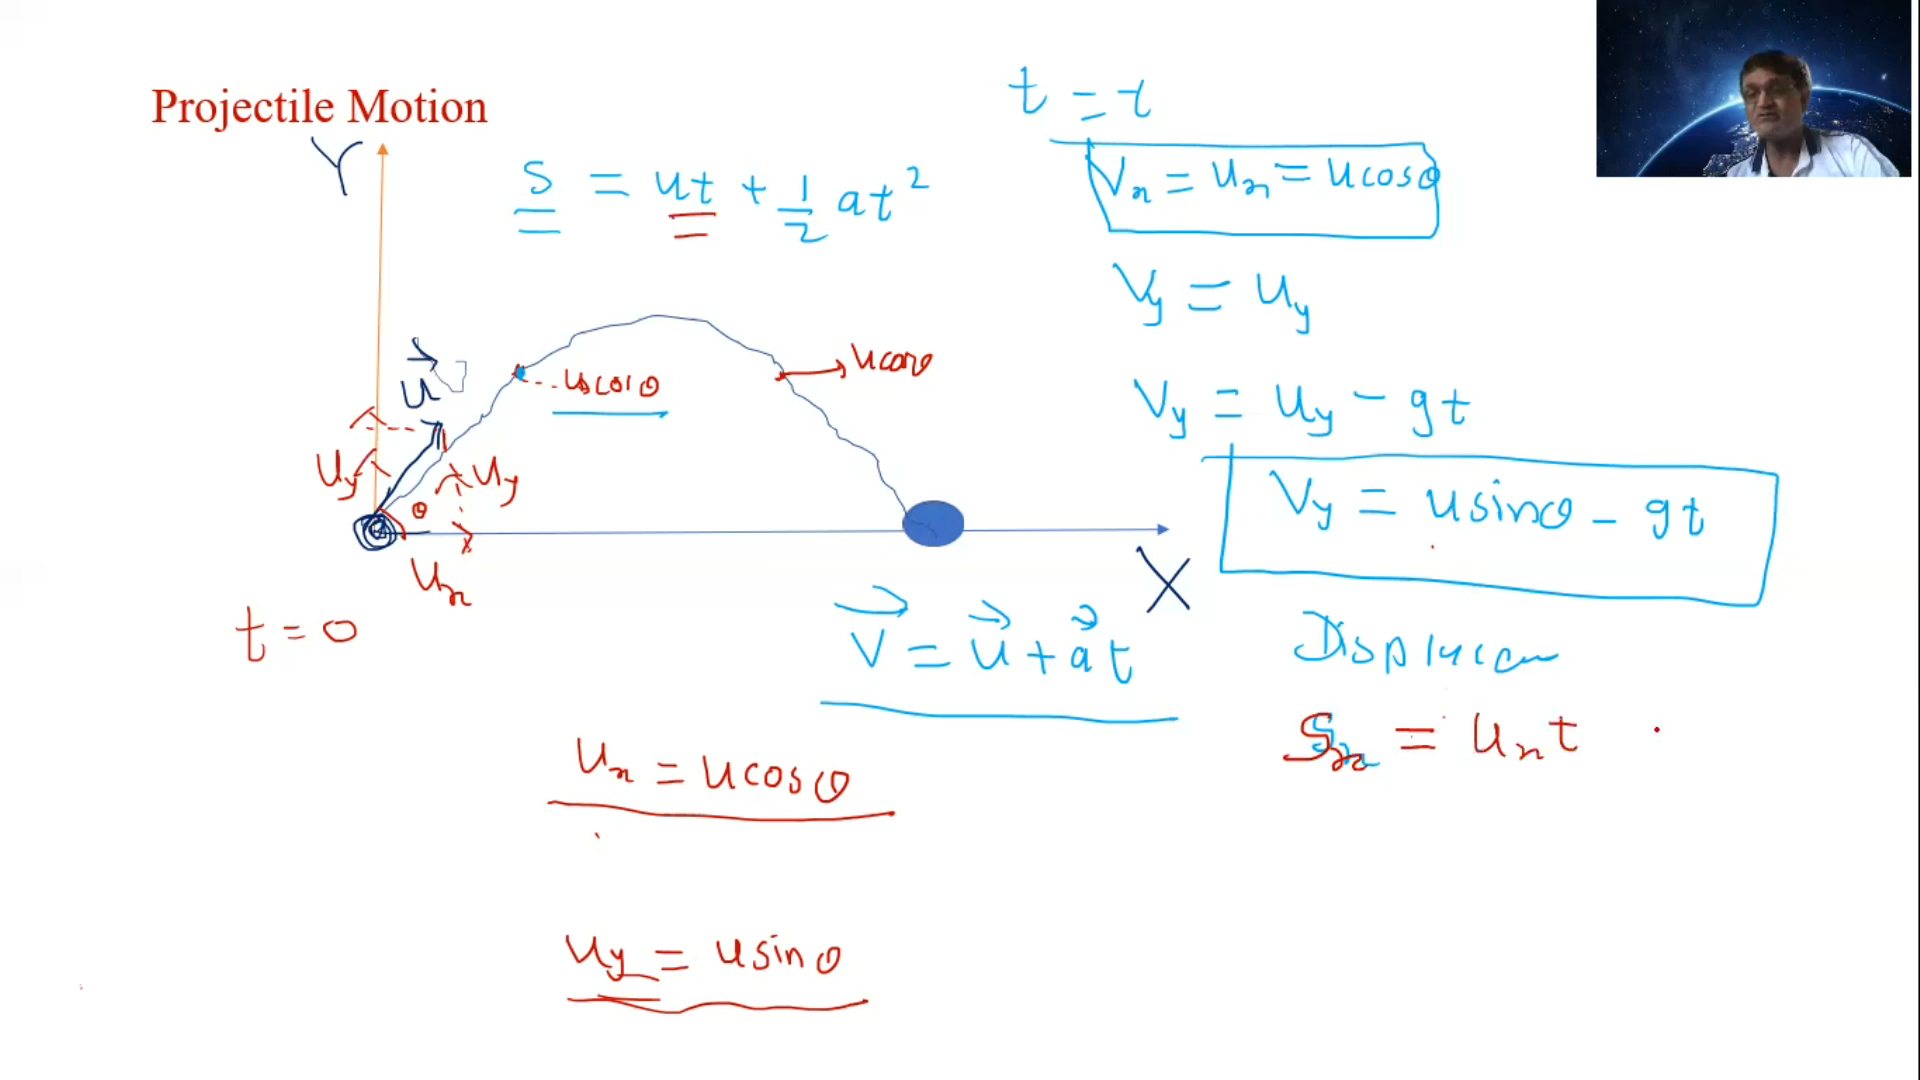 Projectile Motion
Y
s = ut + 1/2 at²
t = t
Vx = ux = ucosθ
Vy = uy
Vy = uy - gt
Vy = usinθ - gt
u⃗
ucosθ
ucosθ
uy
uy
θ
ux
X
t = 0
V⃗ = u⃗ + a⃗t
Sx = uxt
ux = ucosθ
uy = usinθ